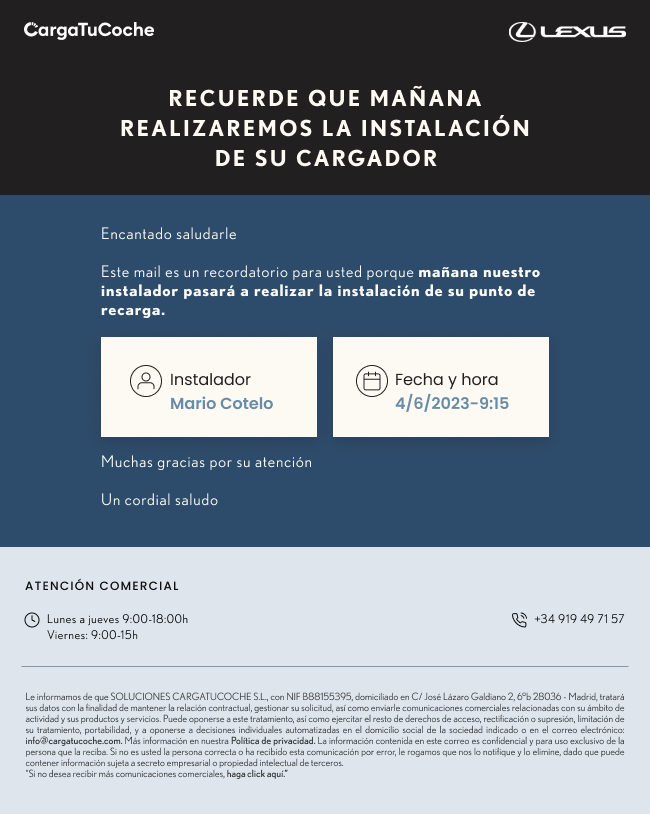 CargaTuCoche
LEXUS
RECUERDE QUE MAÑANA
REALIZAREMOS LA INSTALACIÓN
DE SU CARGADOR
Encantado saludarle
Este mail es un recordatorio para usted porque mañana nuestro
instalador pasará a realizar la instalación de su punto de
recarga.
Instalador
Mario Cotelo
Fecha y hora
4/6/2023-9:15
Muchas gracias por su atención
Un cordial saludo
ATENCIÓN COMERCIAL
Lunes a jueves 9:00-18:00h
Viernes: 9:00-15h
+34 919 49 71 57
Le informamos de que SOLUCIONES CARGATUCOCHE S.L., con NIF B88155395, domiciliado en C/ José Lázaro Galdiano 2, 6ºb 28036 - Madrid, tratará
sus datos con la finalidad de mantener la relación contractual, gestionar su solicitud, así como enviarle comunicaciones comerciales relacionadas con su ámbito de
actividad y sus productos y servicios. Puede oponerse a este tratamiento, así como ejercitar el resto de derechos de acceso, rectificación o supresión, limitación de
su tratamiento, portabilidad, y a oponerse a decisiones individuales automatizadas en el domicilio social de la sociedad indicado o en el correo electrónico:
info@cargatucoche.com. Más información en nuestra Política de privacidad. La información contenida en este correo es confidencial y para uso exclusivo de la
persona que la reciba. Si no es usted la persona correcta o ha recibido esta comunicación por error, le rogamos que nos lo notifique y lo elimine, dado que puede
contener información sujeta a secreto empresarial o propiedad intelectual de terceros.
"Si no desea recibir más comunicaciones comerciales, haga click aquí."